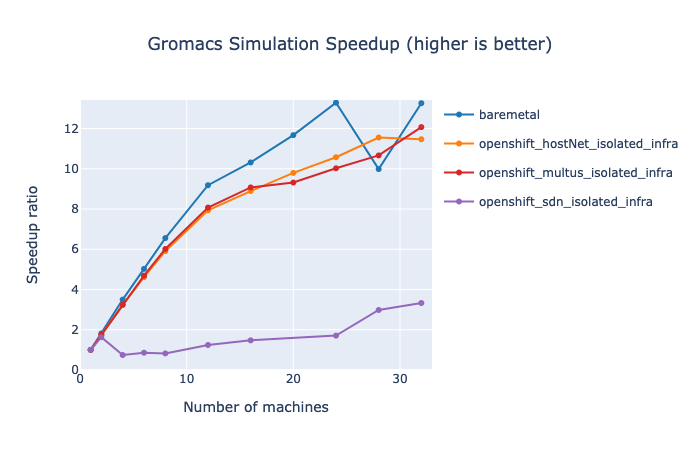 Gromacs Simulation Speedup (higher is better)
baremetal
openshift_hostNet_isolated_infra
openshift_multus_isolated_infra
openshift_sdn_isolated_infra
Speedup ratio
12
10
8
6
4
2
0
0 10 20 30
Number of machines